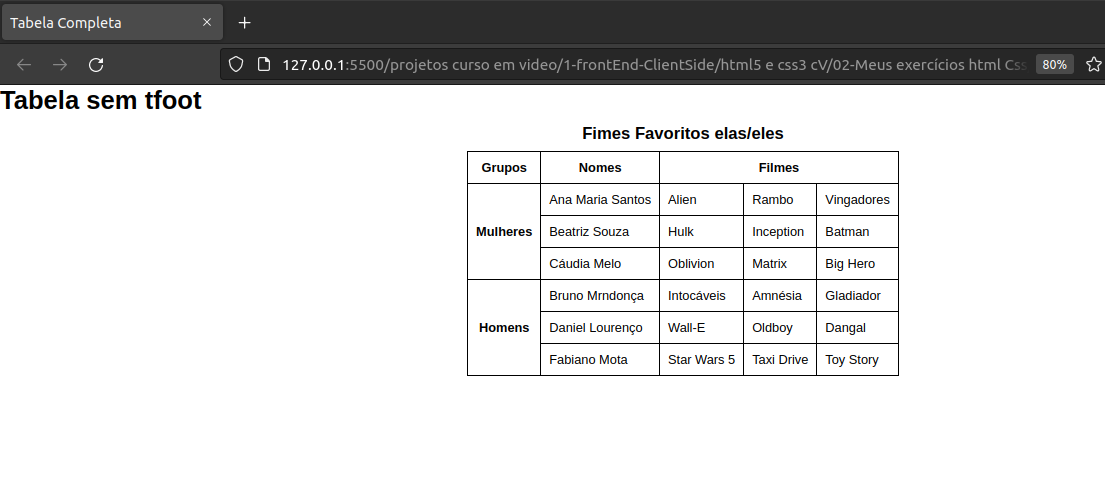 Tabela Completa
127.0.0.1:5500/projetos curso em video/1-frontEnd-ClientSide/html5 e css3 cV/02-Meus exercícios html Css
80%
Tabela sem tfoot
Fimes Favoritos elas/eles
Grupos Nomes Filmes
Mulheres
Ana Maria Santos Alien Rambo Vingadores
Beatriz Souza Hulk Inception Batman
Cáudia Melo Oblivion Matrix Big Hero
Homens
Bruno Mrndonça Intocáveis Amnésia Gladiador
Daniel Lourenço Wall-E Oldboy Dangal
Fabiano Mota Star Wars 5 Taxi Drive Toy Story